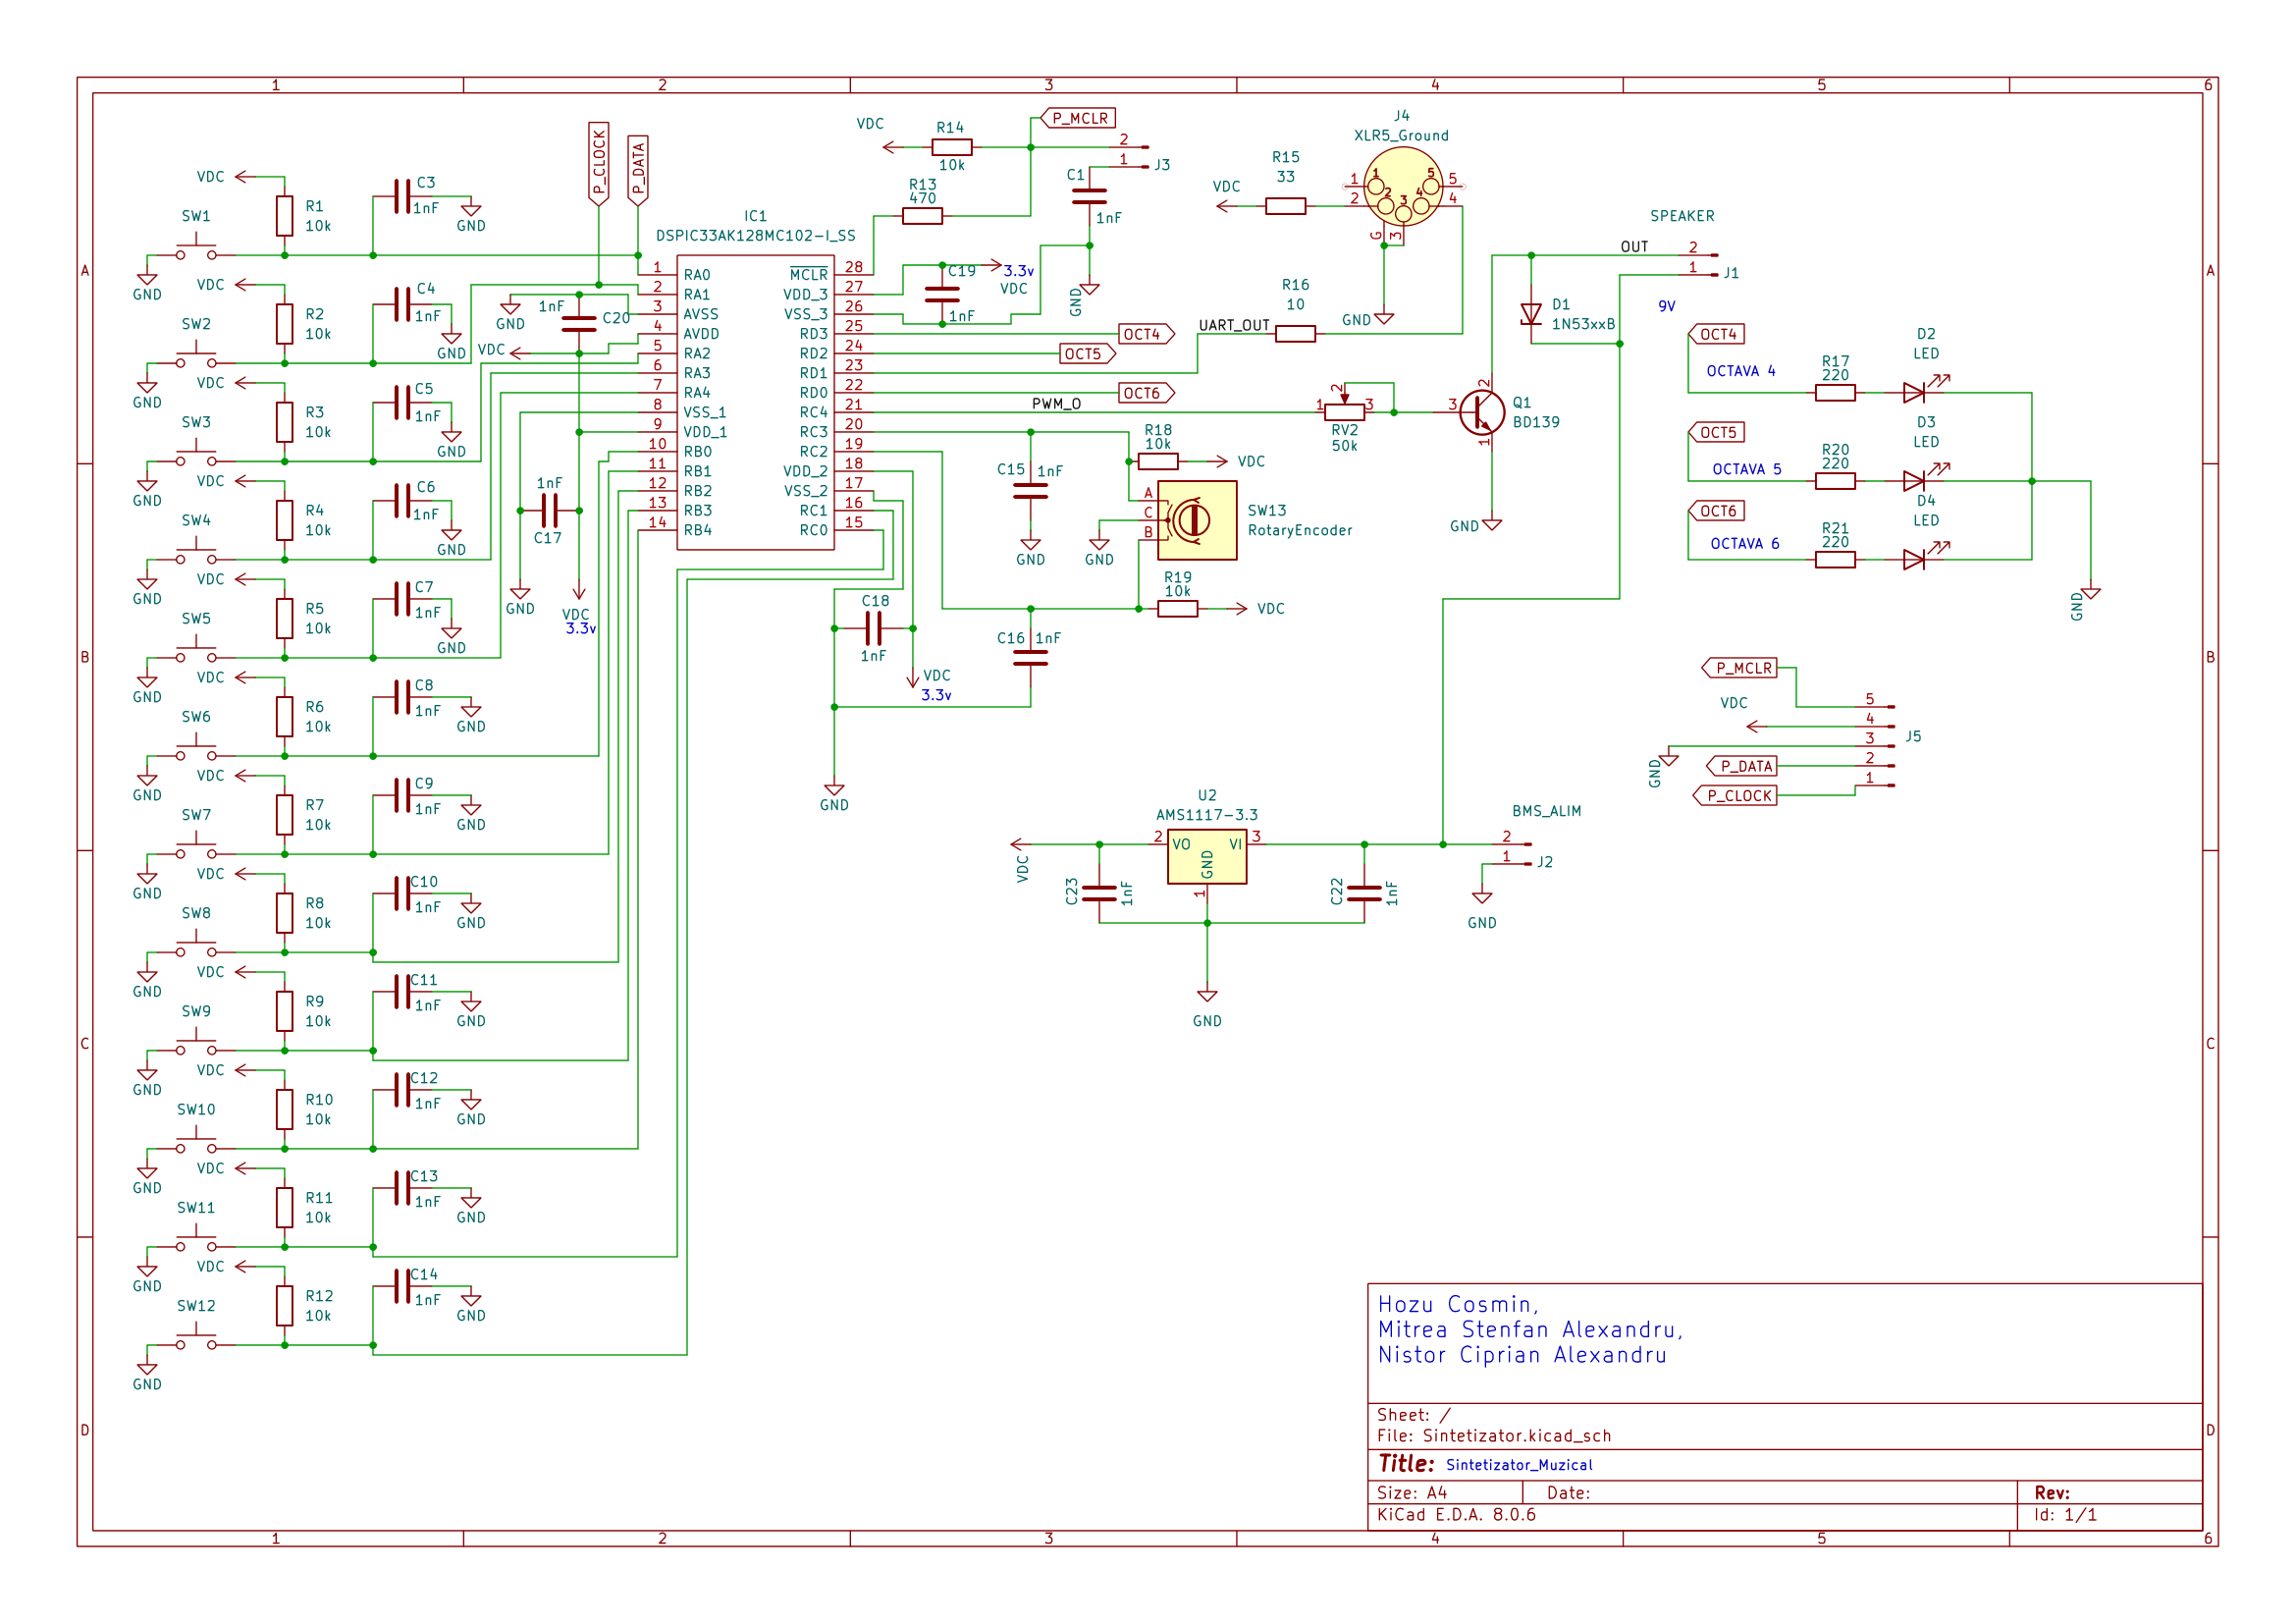 1 2 3 4 5 6
A
B
C
D
VDC
R1
10k
C3
1nF
GND
SW1
GND
VDC
R2
10k
C4
1nF
GND
SW2
GND
VDC
R3
10k
C5
1nF
GND
SW3
GND
VDC
R4
10k
C6
1nF
GND
SW4
GND
VDC
R5
10k
C7
1nF
GND
SW5
GND
VDC
R6
10k
C8
1nF
GND
SW6
GND
VDC
R7
10k
C9
1nF
GND
SW7
GND
VDC
R8
10k
C10
1nF
GND
SW8
GND
VDC
R9
10k
C11
1nF
GND
SW9
GND
VDC
R10
10k
C12
1nF
GND
SW10
GND
VDC
R11
10k
C13
1nF
GND
SW11
GND
VDC
R12
10k
C14
1nF
GND
SW12
GND
P_CLOCK
P_DATA
IC1
DSPIC33AK128MC102-I_SS
1 RA0
2 RA1
3 AVSS
4 AVDD
5 RA2
6 RA3
7 RA4
8 VSS_1
9 VDD_1
10 RB0
11 RB1
12 RB2
13 RB3
14 RB4
MCLR 28
VDD_3 27
VSS_3 26
RD3 25
RD2 24
RD1 23
RD0 22
RC4 21
RC3 20
RC2 19
VDD_2 18
VSS_2 17
RC1 16
RC0 15
1nF
C20
GND
VDC
1nF
C17
GND
VDC
3.3v
VDC
R14
10k
P_MCLR
2
1
J3
R13
470
C1
1nF
GND
C19
1nF
3.3v
VDC
OCT4
OCT5
OCT6
PWM_O
UART_OUT
R16
10
R15
33
VDC
J4
XLR5_Ground
1 2 3 4 5
1
2
G
3
4
5
GND
R18
10k
VDC
C15
1nF
GND
A
C
B
GND
SW13
RotaryEncoder
R19
10k
VDC
C16
1nF
C18
1nF
VDC
3.3v
GND
1
2
3
RV2
50k
3
2
1
Q1
BD139
GND
SPEAKER
OUT
2
1
J1
9V
D1
1N53xxB
OCT4
OCTAVA 4
R17
220
D2
LED
OCT5
OCTAVA 5
R20
220
D3
LED
OCT6
OCTAVA 6
R21
220
D4
LED
GND
P_MCLR
VDC
GND
P_DATA
P_CLOCK
5
4
3
2
1
J5
U2
AMS1117-3.3
2 VO
VI 3
GND
1
VDC
C23
1nF
C22
1nF
GND
BMS_ALIM
2
1
J2
GND
Hozu Cosmin,
Mitrea Stenfan Alexandru,
Nistor Ciprian Alexandru
Sheet: /
File: Sintetizator.kicad_sch
Title: Sintetizator_Muzical
Size: A4
Date:
Rev:
KiCad E.D.A. 8.0.6
Id: 1/1
A
B
C
D
1 2 3 4 5 6